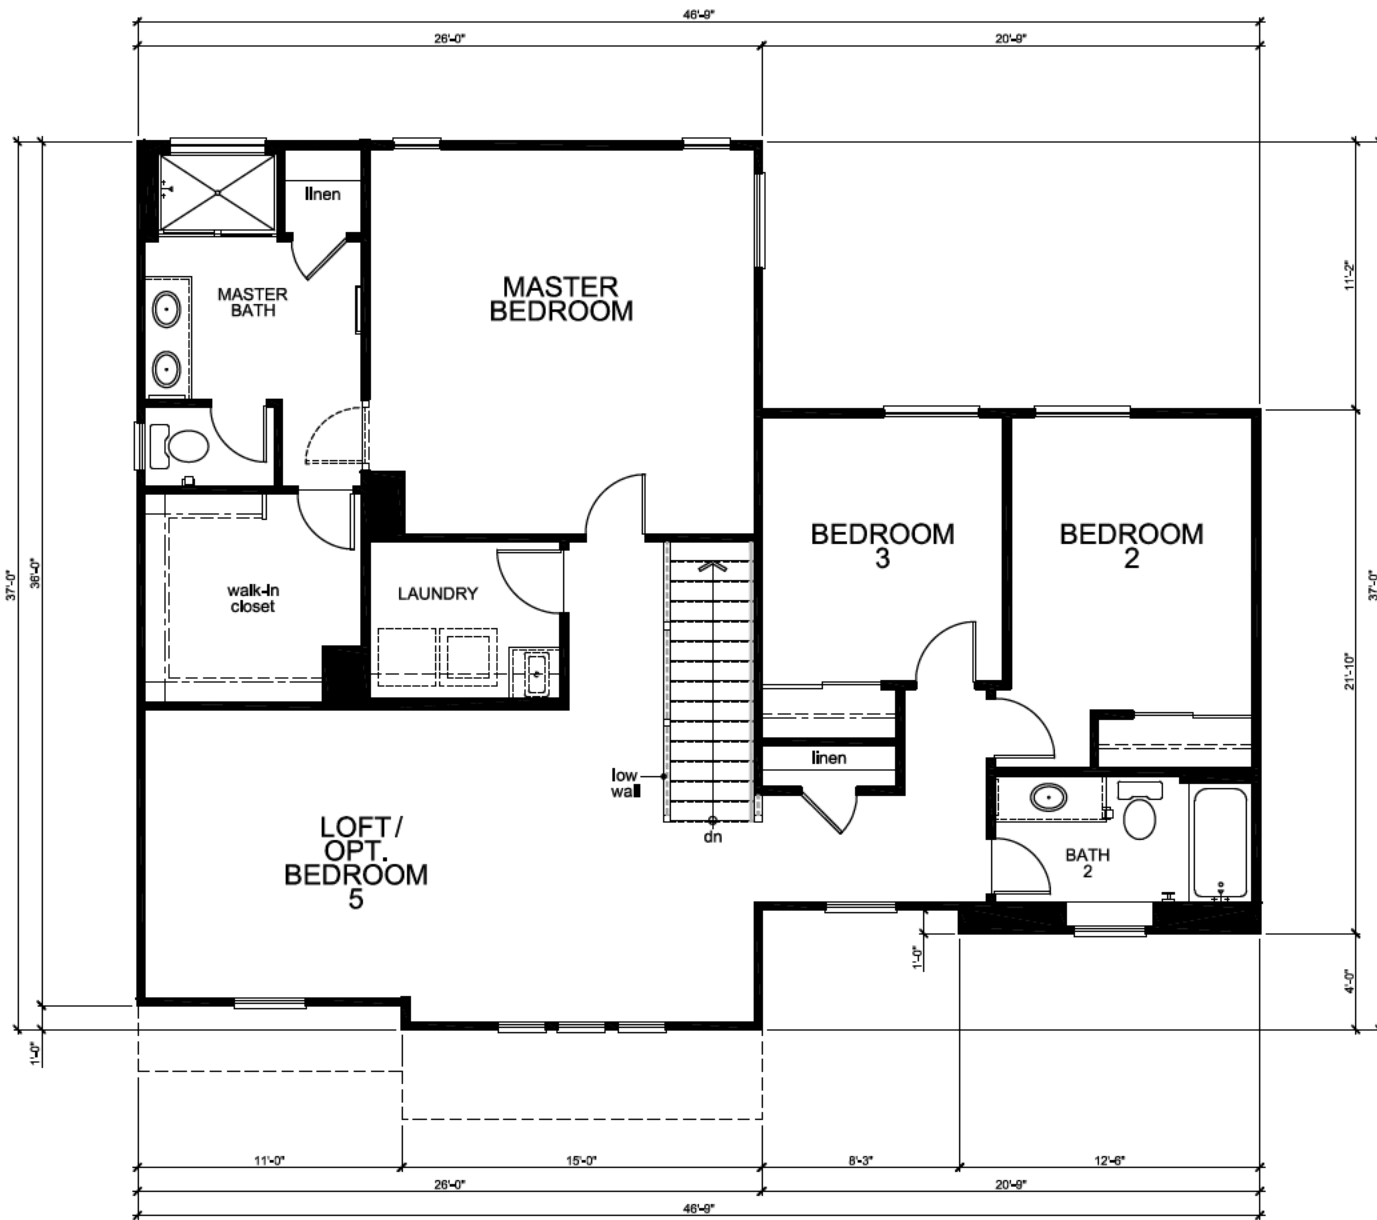 46'-9"
26'-0"
20'-9"
linen
MASTER
BATH
MASTER
BEDROOM
11'-2"
37'-0"
36'-0"
37'-0"
BEDROOM
3
BEDROOM
2
walk-in
closet
LAUNDRY
21'-10"
linen
low
wall
dn
LOFT/
OPT.
BEDROOM
5
BATH
2
1'-0"
4'-0"
1'-0"
11'-0"
15'-0"
8'-3"
12'-6"
26'-0"
20'-9"
46'-9"